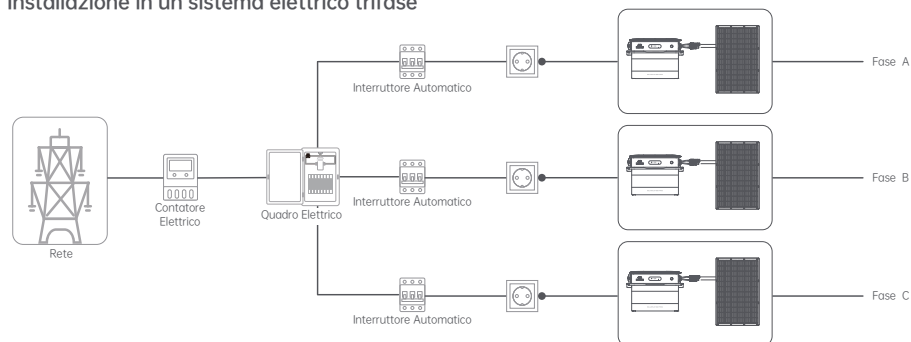 Installazione in un sistema elettrico trifase
Interruttore Automatico
Fase A
Rete
Contatore
Elettrico
Quadro Elettrico
Interruttore Automatico
Fase B
Interruttore Automatico
Fase C